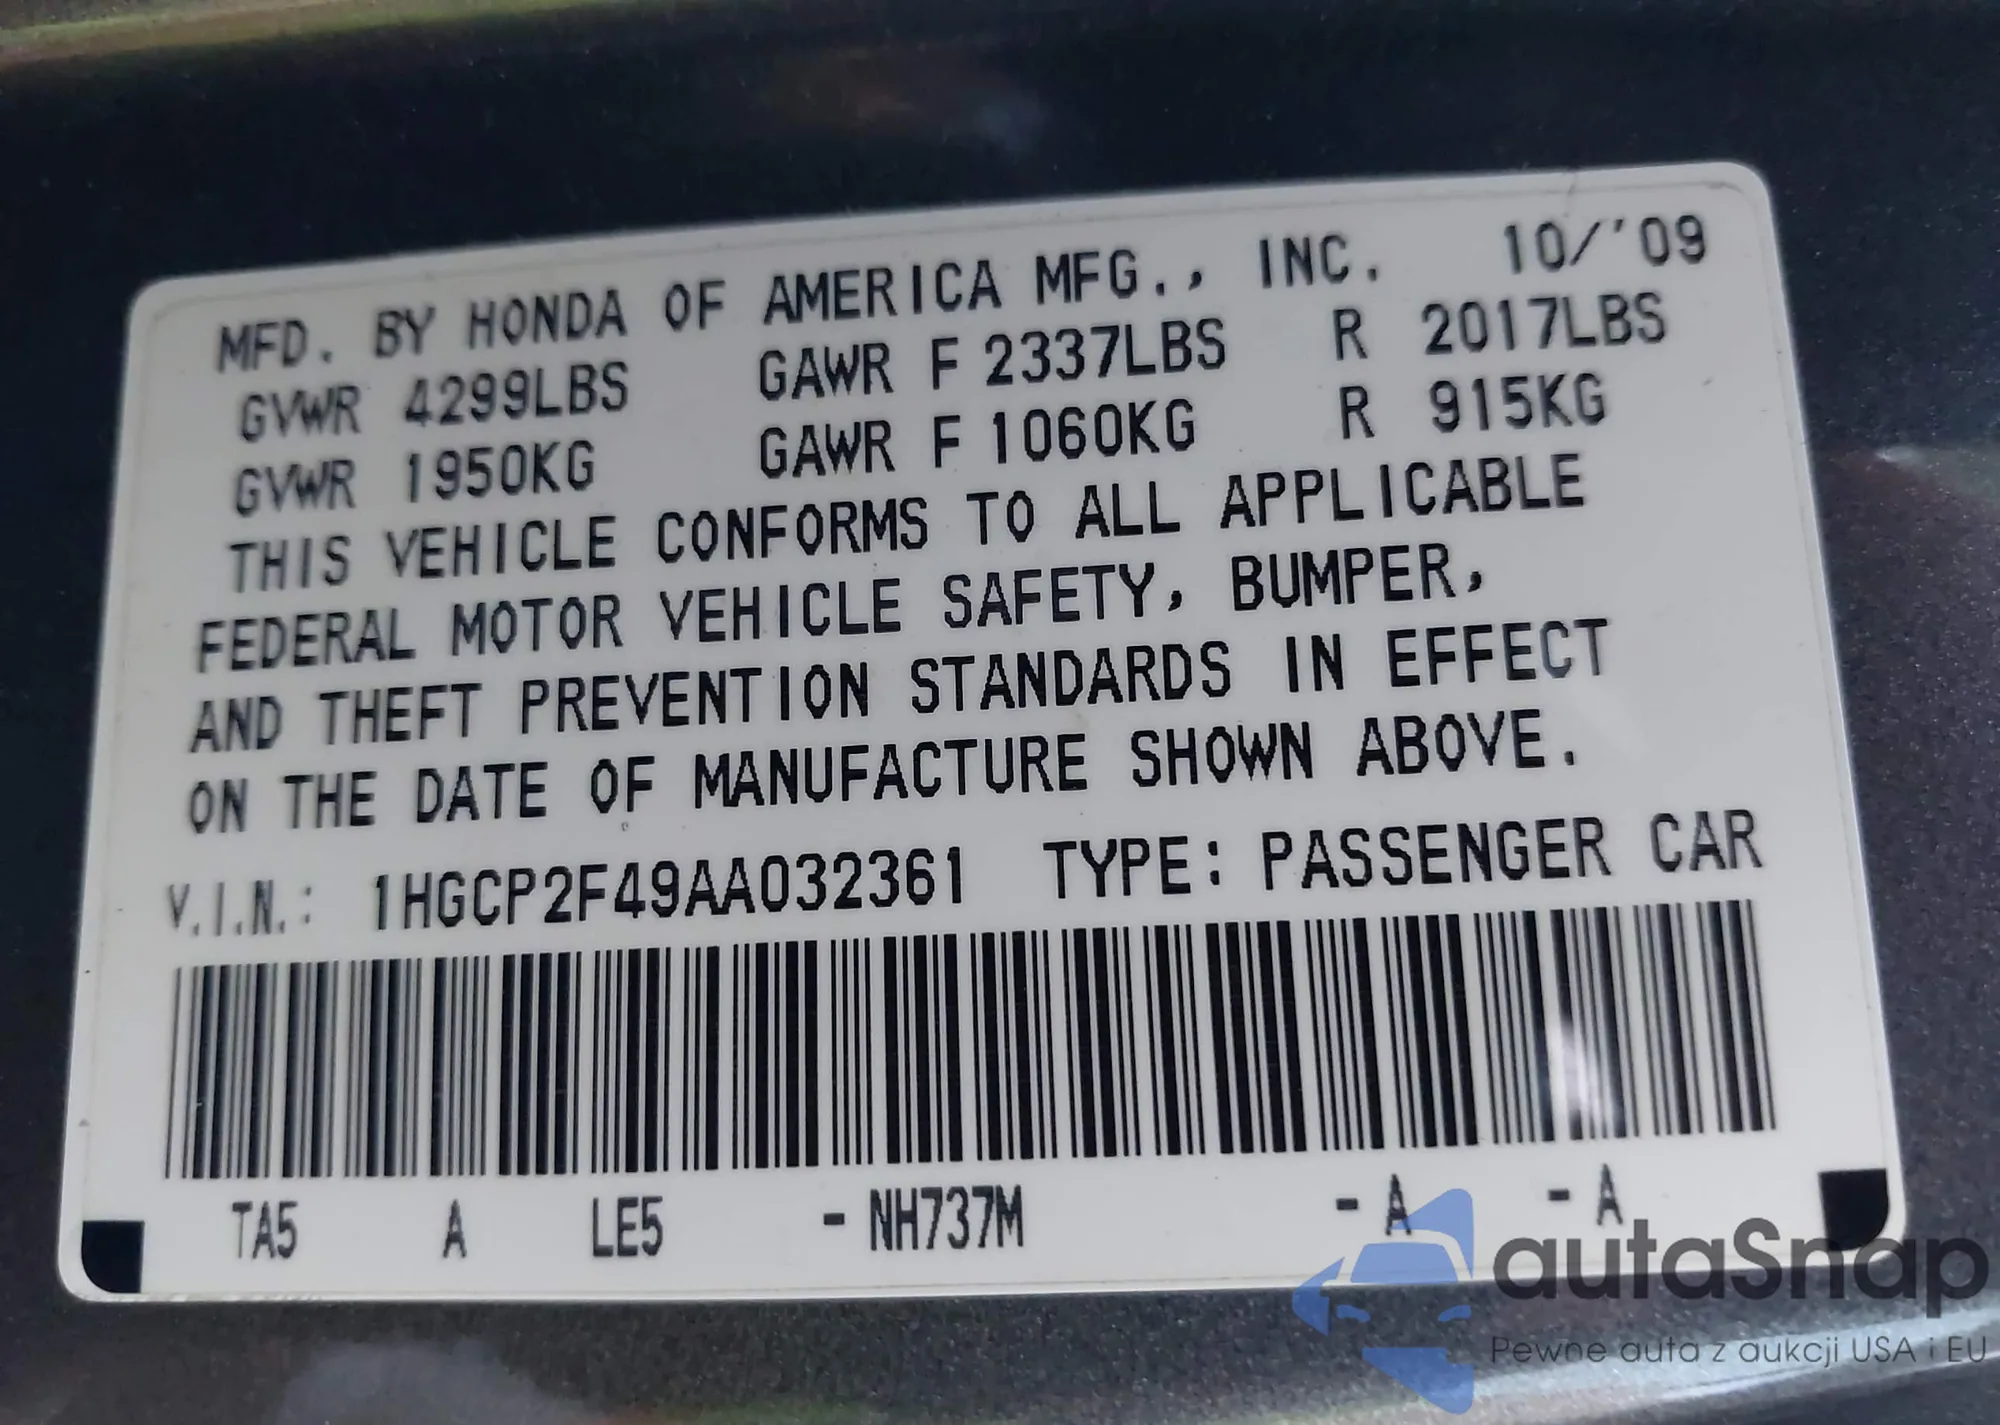 MFD. BY HONDA OF AMERICA MFG., INC. 10/'09
GVWR 4299LBS GAWR F 2337LBS R 2017LBS
GVWR 1950KG GAWR F 1060KG R 915KG
THIS VEHICLE CONFORMS TO ALL APPLICABLE
FEDERAL MOTOR VEHICLE SAFETY, BUMPER,
AND THEFT PREVENTION STANDARDS IN EFFECT
ON THE DATE OF MANUFACTURE SHOWN ABOVE.
V.I.N.: 1HGCP2F49AA032361 TYPE: PASSENGER CAR
TA5 A LE5 - NH737M - A - A
autaSnap
Pewne auta z aukcji USA i EU